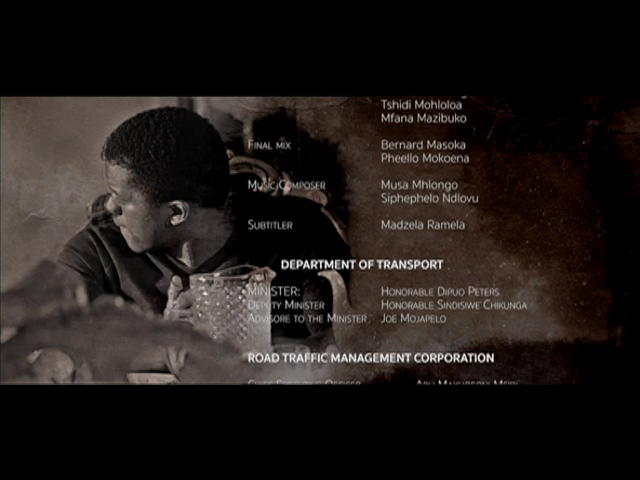 Tshidi Mohloloa
Mfana Mazibuko
Final mix Bernard Masoka
Pheello Mokoena
Music Composer Musa Mhlongo
Siphephelo Ndlovu
Subtitler Madzela Ramela
DEPARTMENT OF TRANSPORT
MINISTER: Honorable Dipuo Peters
Deputy Minister Honorable Sindisiwe Chikunga
Advisore to the Minister Joe Mojapelo
ROAD TRAFFIC MANAGEMENT CORPORATION